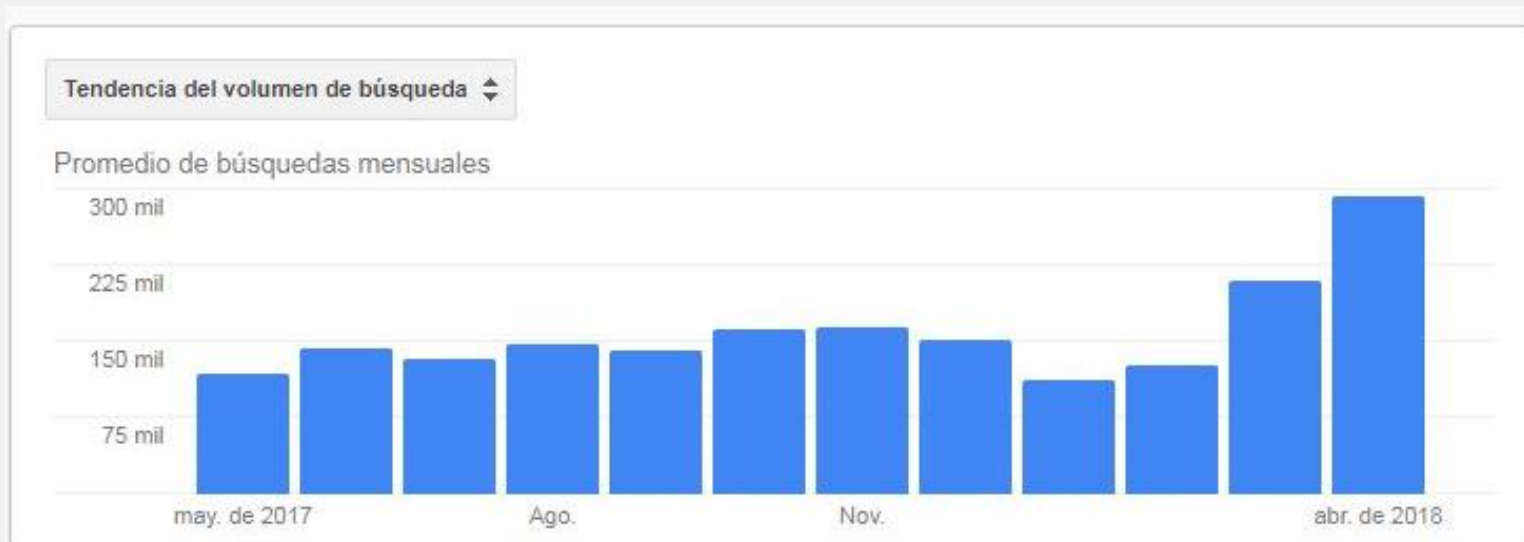 Tendencia del volumen de búsqueda
Promedio de búsquedas mensuales
300 mil
225 mil
150 mil
75 mil
may. de 2017 Ago. Nov. abr. de 2018